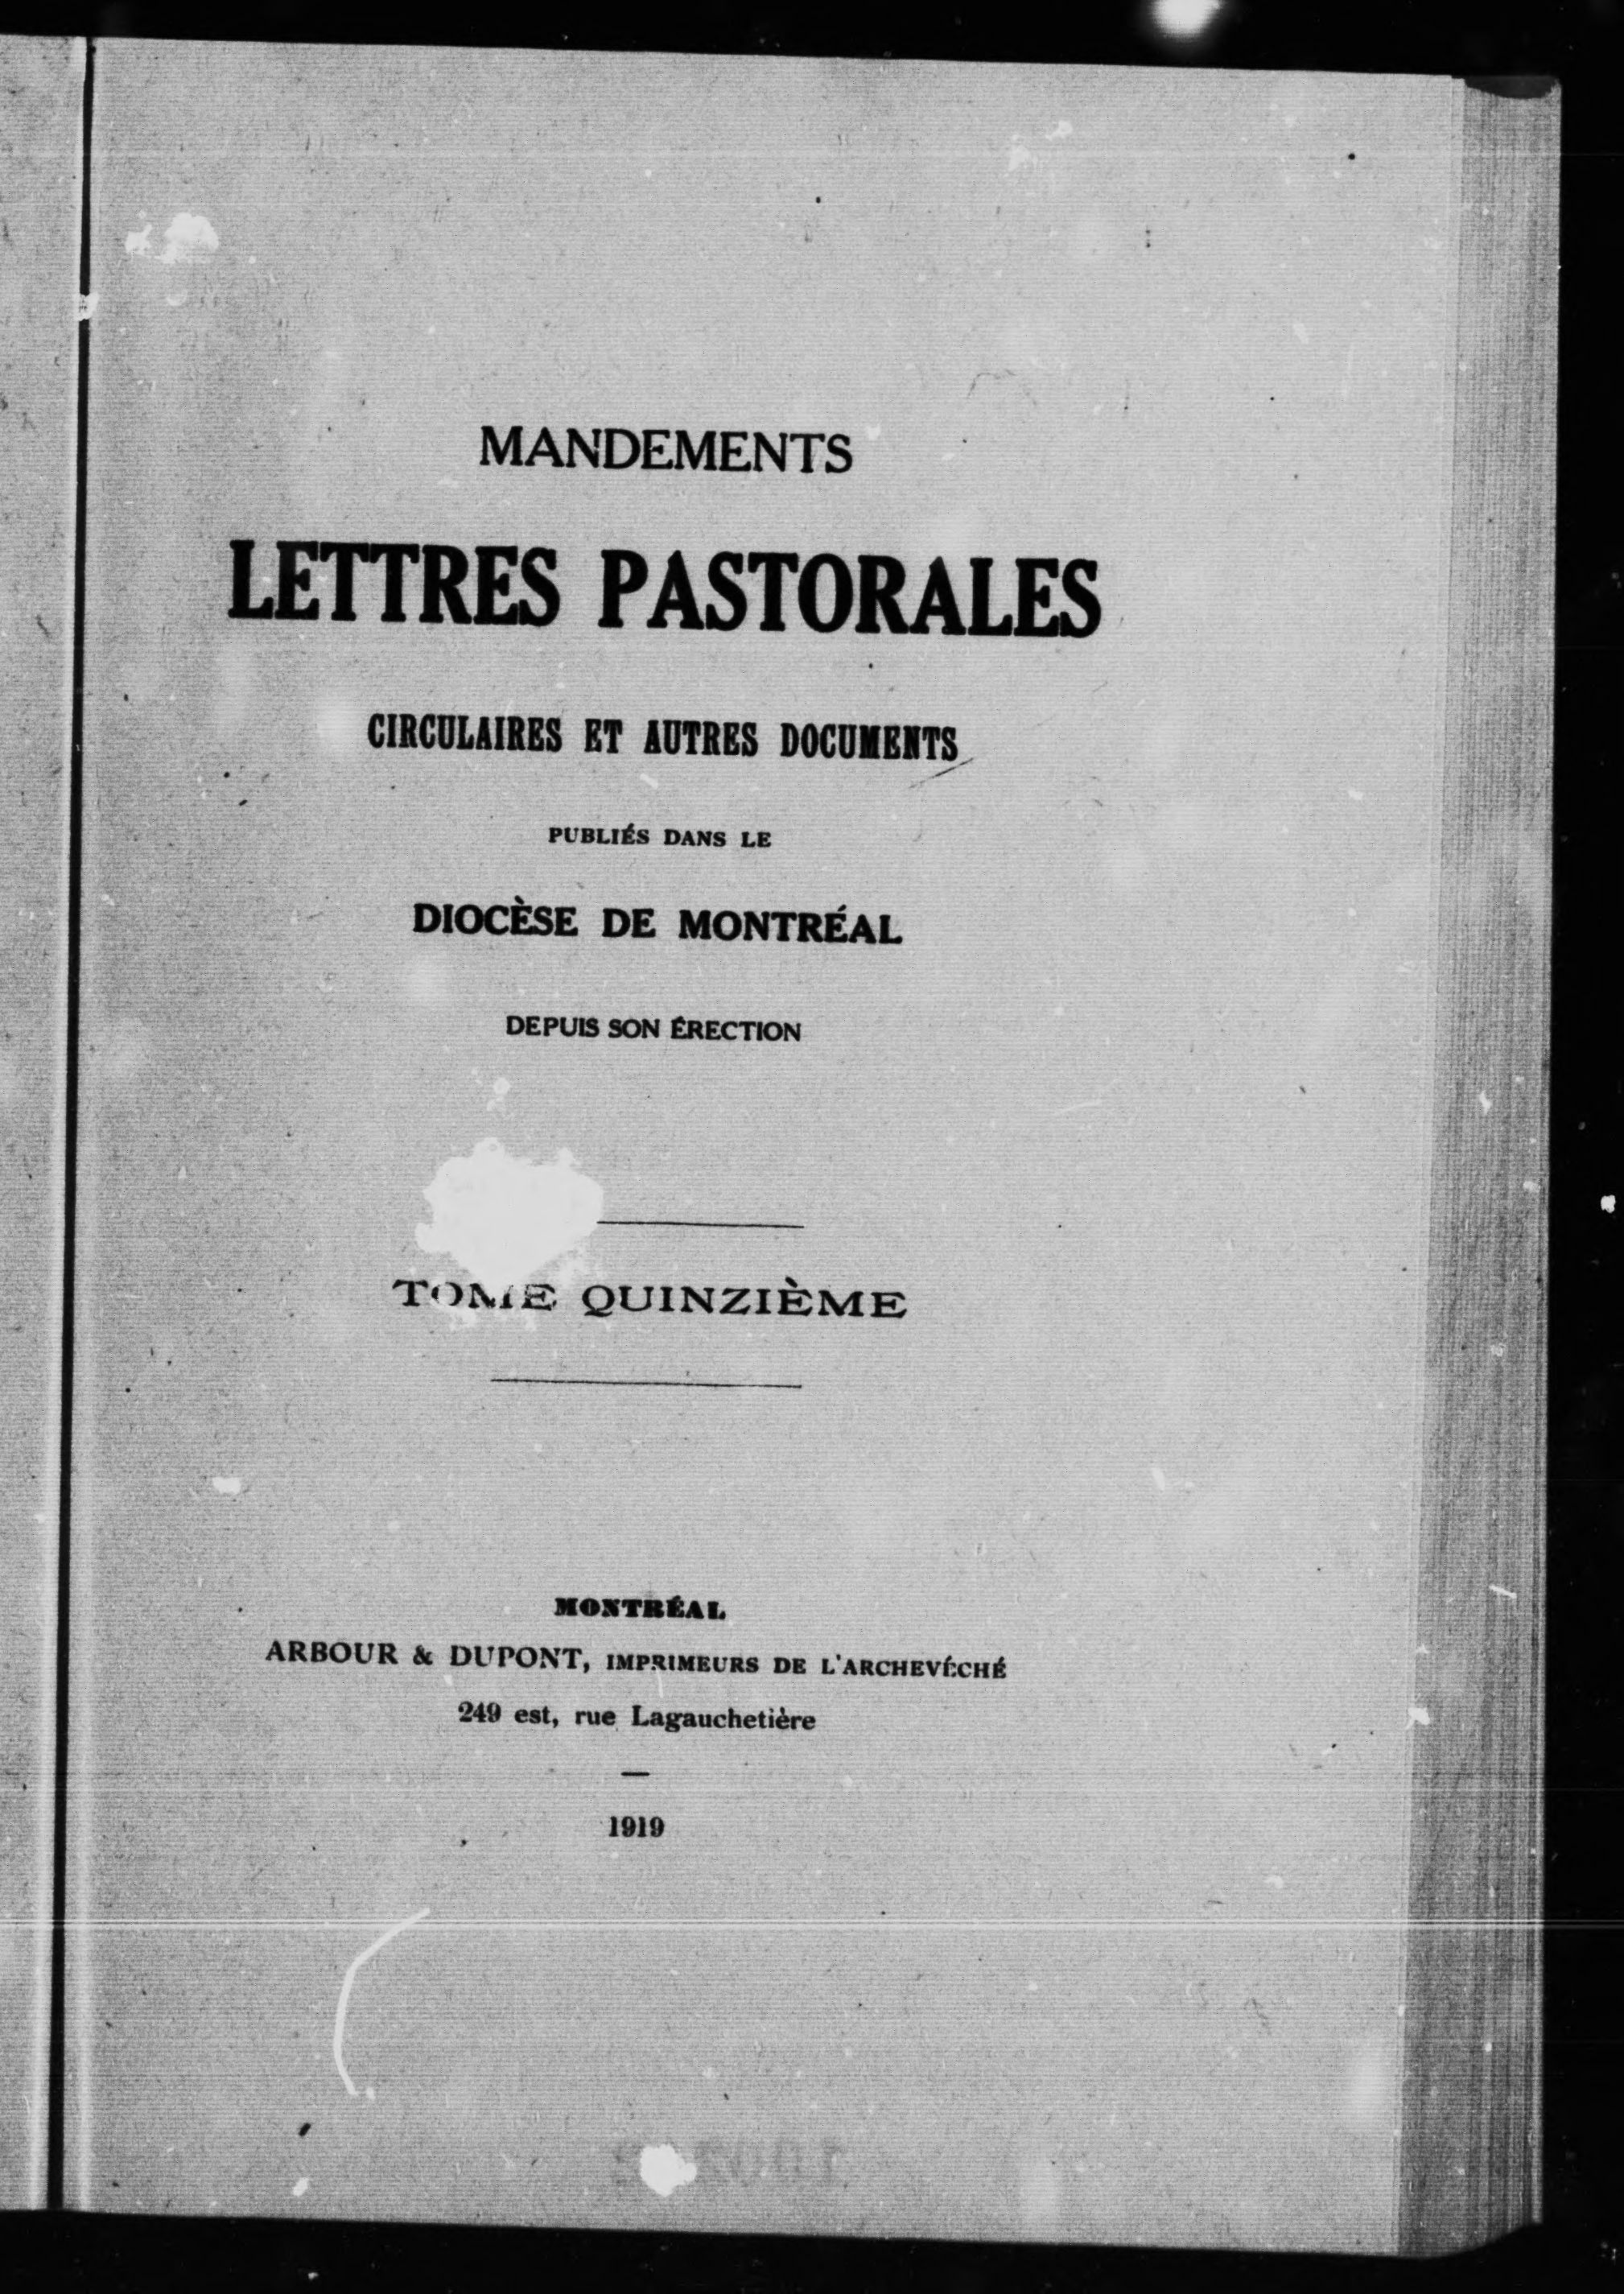 MANDEMENTS
LETTRES PASTORALES
CIRCULAIRES ET AUTRES DOCUMENTS
PUBLIÉS DANS LE
DIOCÈSE DE MONTRÉAL
DEPUIS SON ÉRECTION
TOME QUINZIÈME
MONTRÉAL
ARBOUR & DUPONT, IMPRIMEURS DE L'ARCHEVÉCHÉ
249 est, rue Lagauchetière
—
1919